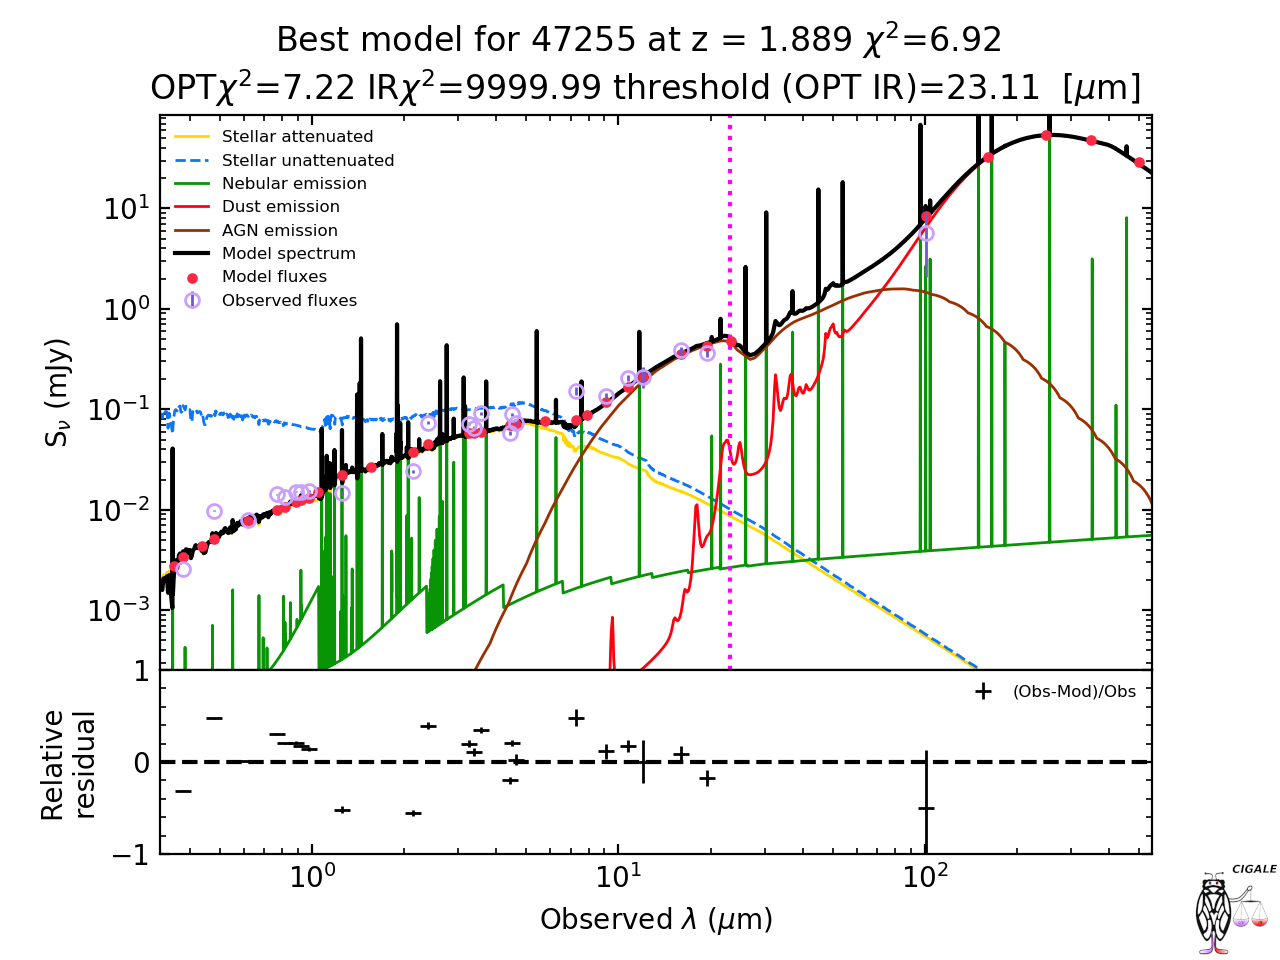 Best model for 47255 at z = 1.889 χ²=6.92
OPTχ²=7.22 IRχ²=9999.99 threshold (OPT IR)=23.11 [μm]
Stellar attenuated
Stellar unattenuated
Nebular emission
Dust emission
AGN emission
Model spectrum
Model fluxes
Observed fluxes
S_ν (mJy)
10¹
10⁰
10⁻¹
10⁻²
10⁻³
1
0
−1
(Obs-Mod)/Obs
Relative
residual
10⁰ 10¹ 10²
Observed λ (μm)
CIGALE